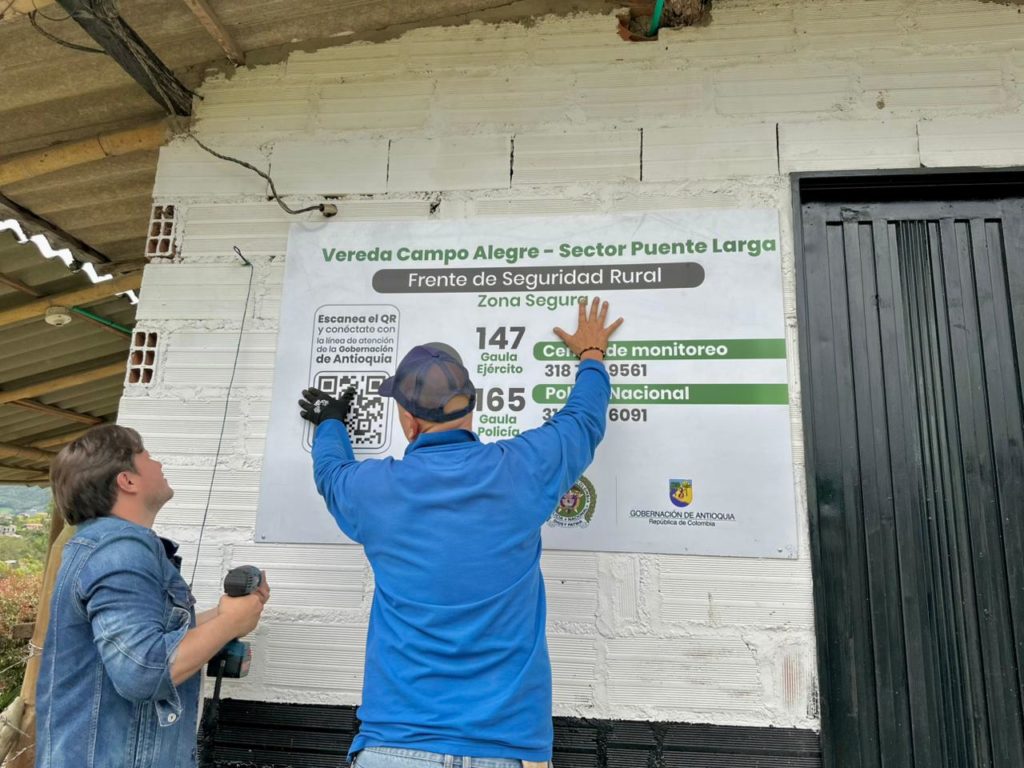 Vereda Campo Alegre - Sector Puente Larga
Frente de Seguridad Rural
Zona Segura
Escanea el QR
y conéctate con
la línea de atención
de la Gobernación
de Antioquia
147
Gaula
Ejército
165
Gaula
Policía
de monitoreo
318 9561
Nacional
6091
GOBERNACIÓN DE ANTIOQUIA
República de Colombia